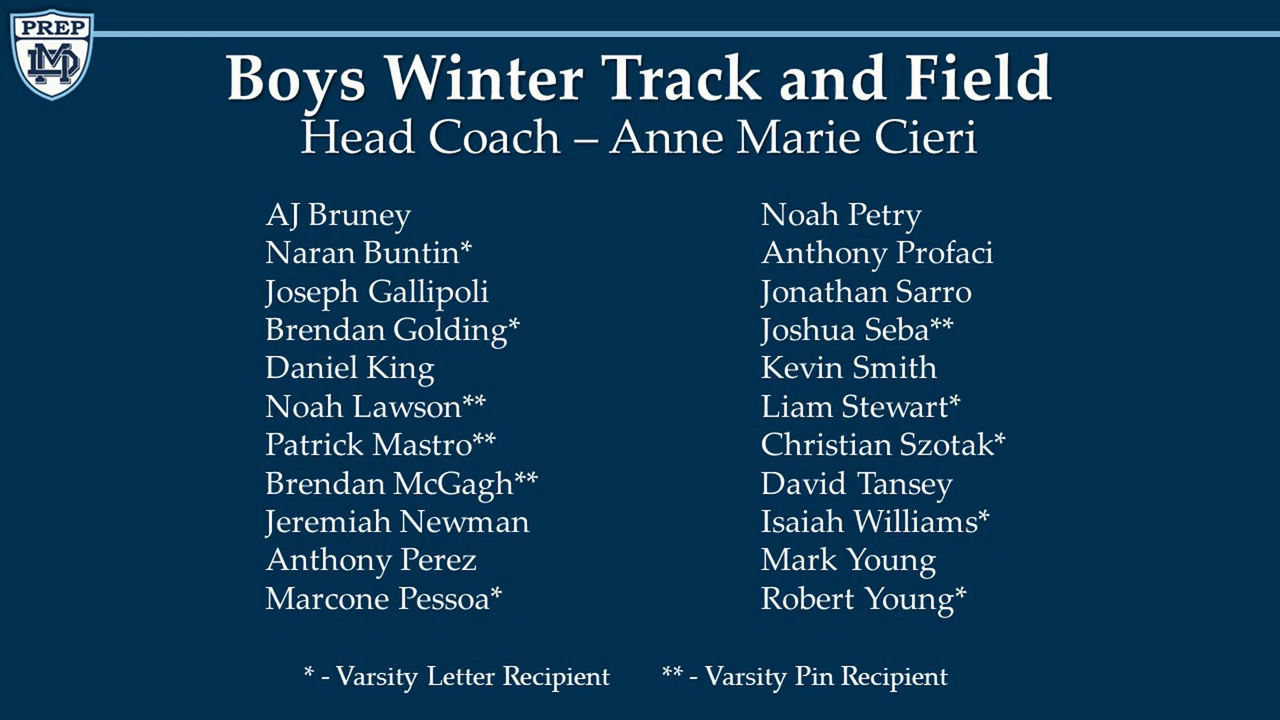 PREP
MD
Boys Winter Track and Field
Head Coach – Anne Marie Cieri
AJ Bruney
Naran Buntin*
Joseph Gallipoli
Brendan Golding*
Daniel King
Noah Lawson**
Patrick Mastro**
Brendan McGagh**
Jeremiah Newman
Anthony Perez
Marcone Pessoa*
Noah Petry
Anthony Profaci
Jonathan Sarro
Joshua Seba**
Kevin Smith
Liam Stewart*
Christian Szotak*
David Tansey
Isaiah Williams*
Mark Young
Robert Young*
* - Varsity Letter Recipient
** - Varsity Pin Recipient